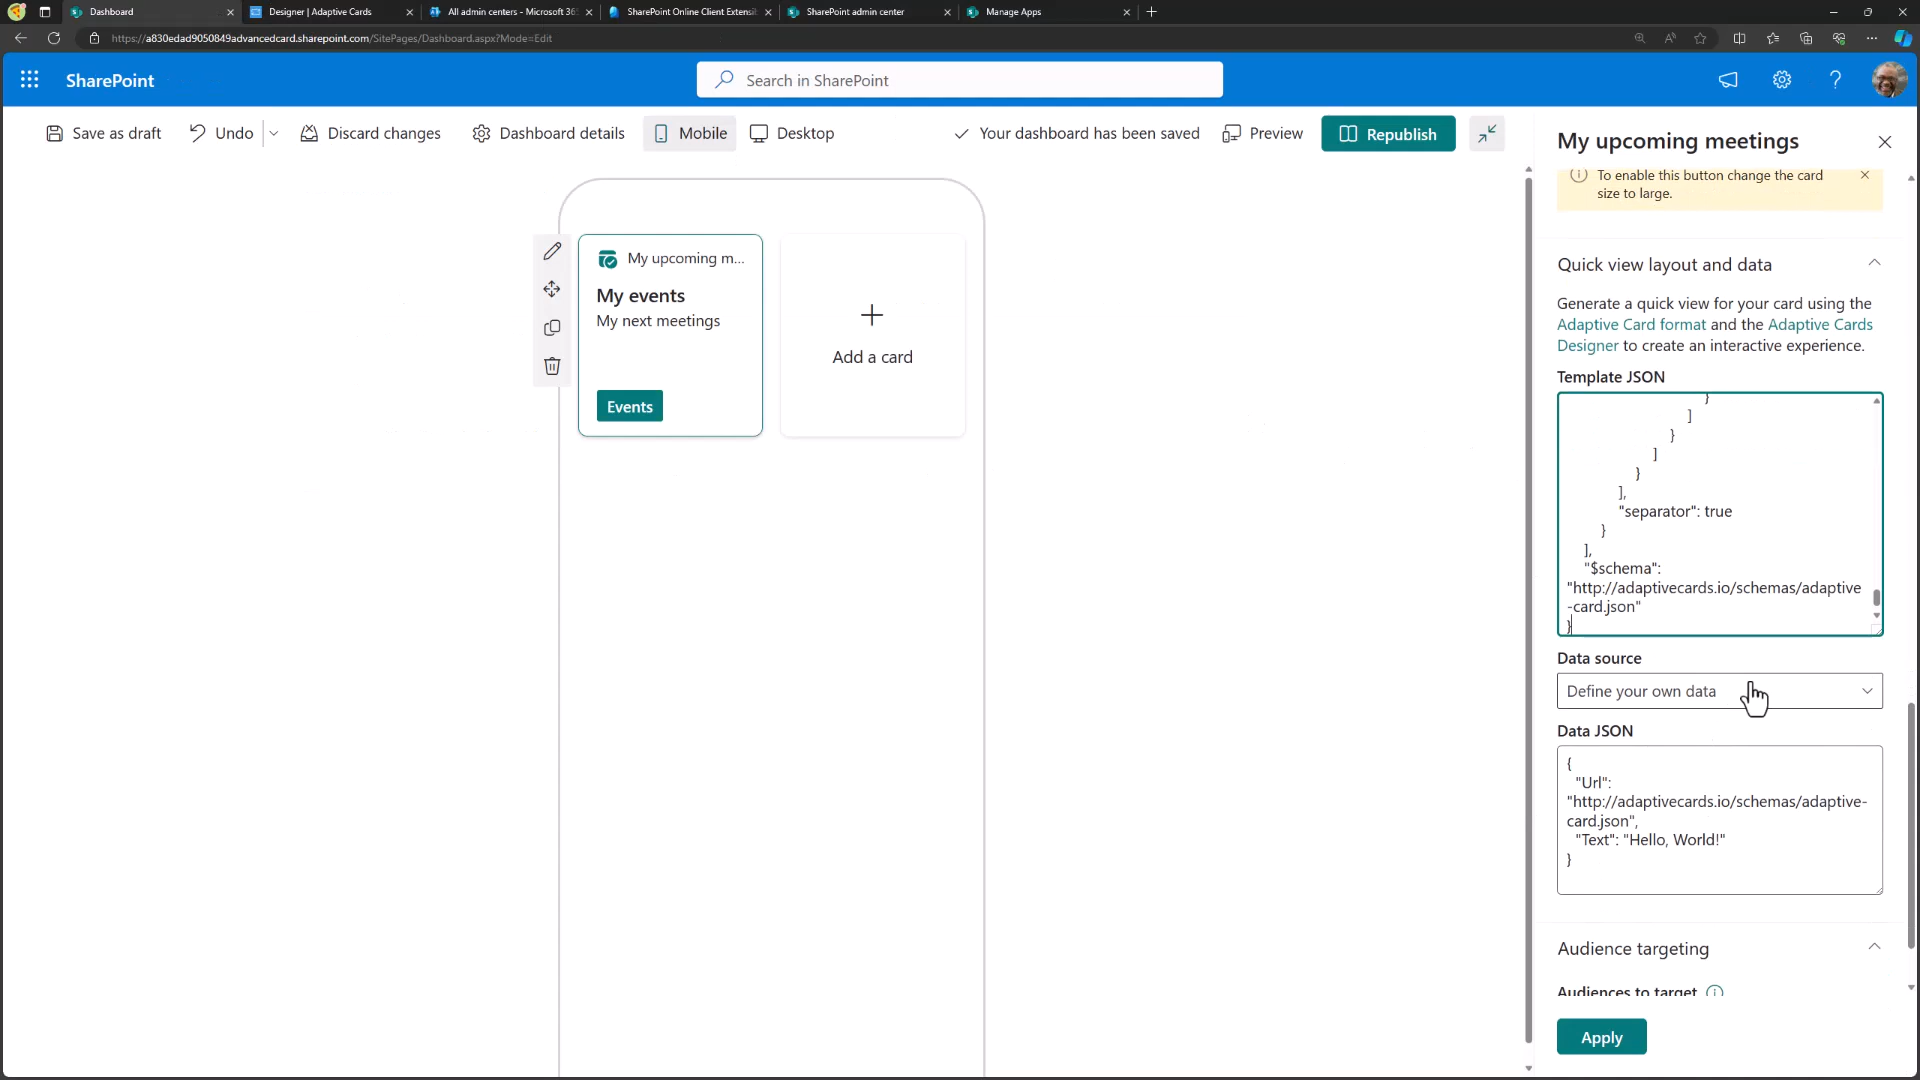 Dashboard
Designer | Adaptive Cards
All admin centers - Microsoft 36
SharePoint Online Client Extensi
SharePoint admin center
Manage Apps
https://a830edad9050849advancedcard.sharepoint.com/SitePages/Dashboard.aspx?Mode=Edit
SharePoint
Search in SharePoint
Save as draft
Undo
Discard changes
Dashboard details
Mobile
Desktop
Your dashboard has been saved
Preview
Republish
My upcoming m...
My events
My next meetings
Events
Add a card
My upcoming meetings
To enable this button change the card
size to large.
Quick view layout and data
Generate a quick view for your card using the
Adaptive Card format and the Adaptive Cards
Designer to create an interactive experience.
Template JSON
}
]
}
]
}
],
"separator": true
}
],
"$schema":
"http://adaptivecards.io/schemas/adaptive
-card.json"
}
Data source
Define your own data
Data JSON
{
"Url":
"http://adaptivecards.io/schemas/adaptive-
card.json",
"Text": "Hello, World!"
}
Audience targeting
Audiences to target
Apply